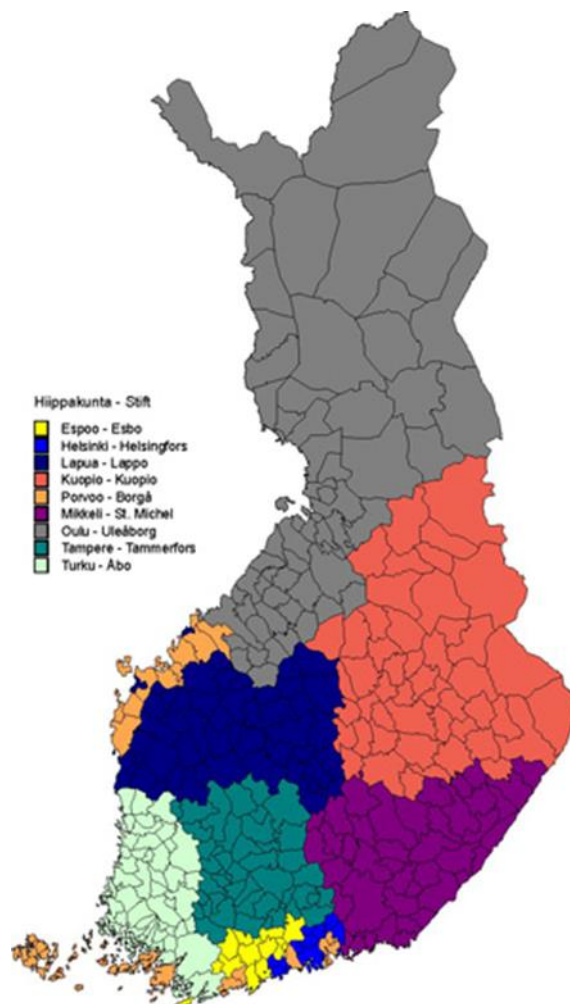 Hiippakunta - Stift
Espoo - Esbo
Helsinki - Helsingfors
Lapua - Lappo
Kuopio - Kuopio
Porvoo - Borgå
Mikkeli - St. Michel
Oulu - Uleåborg
Tampere - Tammerfors
Turku - Åbo